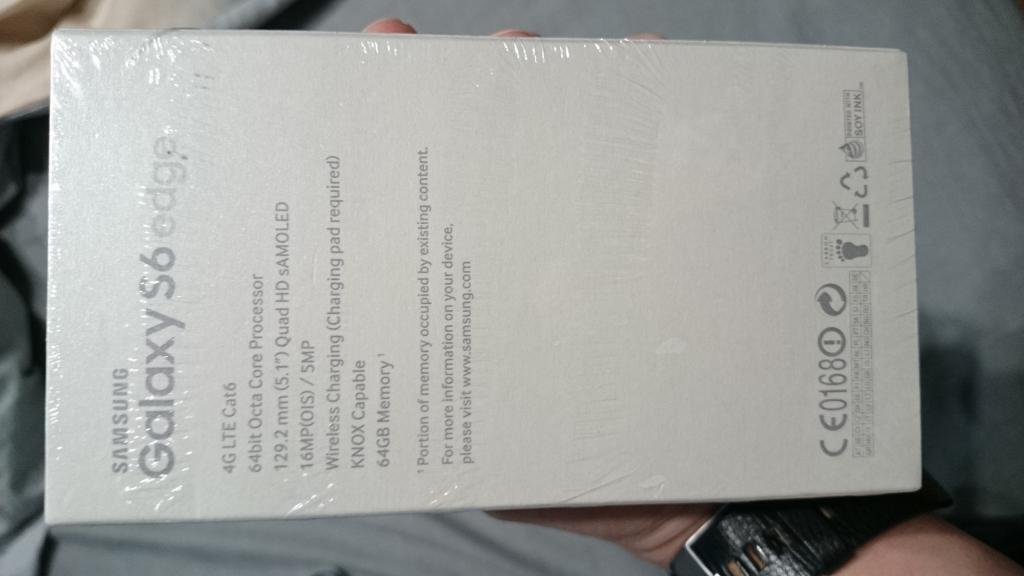 SAMSUNG
Galaxy S6 edge
4G LTE Cat6
64bit Octa Core Processor
129.2 mm (5.1") Quad HD sAMOLED
16MP(OIS) / 5MP
Wireless Charging (Charging pad required)
KNOX Capable
64GB Memory¹
¹ Portion of memory occupied by existing content.
For more information on your device,
please visit www.samsung.com
CE0168
PRINTED WITH
SOY INK